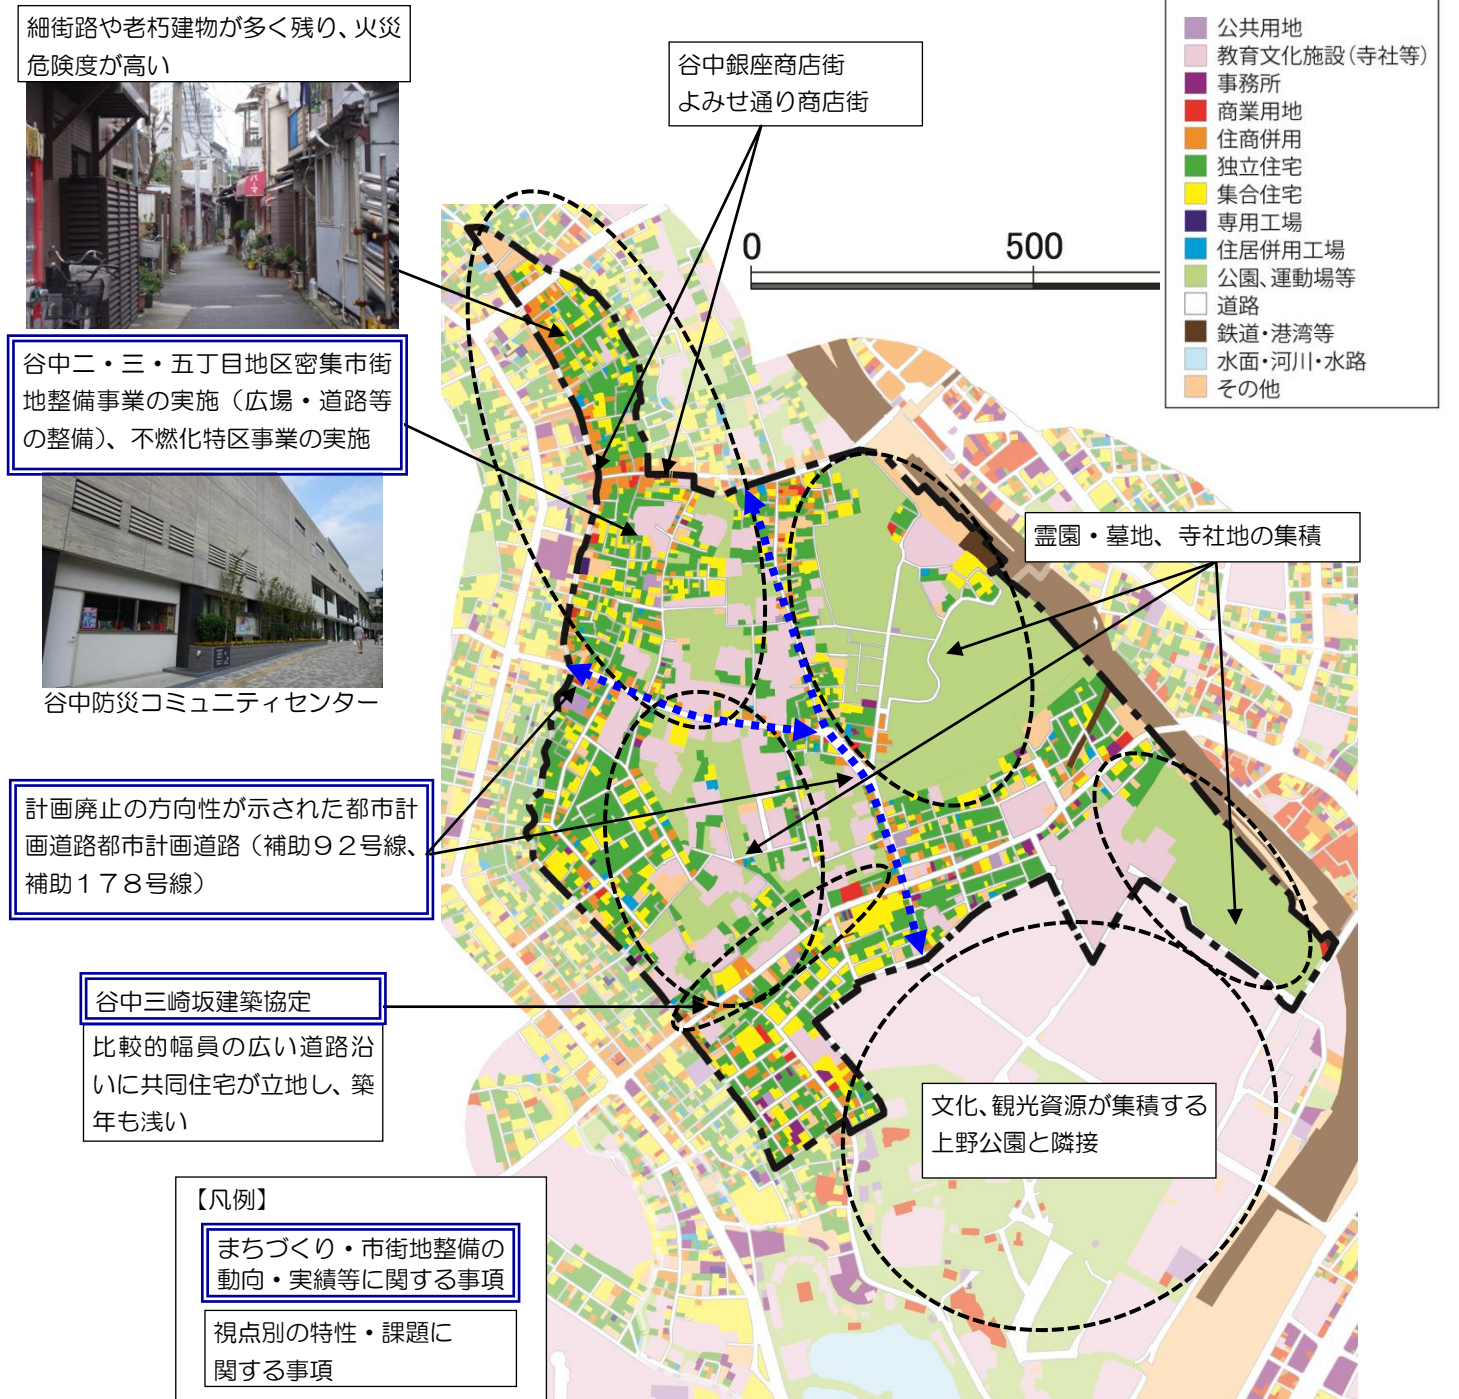 細街路や老朽建物が多く残り、火災
危険度が高い
パーマ
谷中銀座商店街
よみせ通り商店街
公共用地
教育文化施設(寺社等)
事務所
商業用地
住商併用
独立住宅
集合住宅
専用工場
住居併用工場
公園、運動場等
道路
鉄道・港湾等
水面・河川・水路
その他
0
500
谷中二・三・五丁目地区密集市街
地整備事業の実施（広場・道路等
の整備）、不燃化特区事業の実施
谷中防災コミュニティセンター
霊園・墓地、寺社地の集積
計画廃止の方向性が示された都市計
画道路都市計画道路（補助９２号線、
補助１７８号線）
谷中三崎坂建築協定
比較的幅員の広い道路沿
いに共同住宅が立地し、築
年も浅い
文化、観光資源が集積する
上野公園と隣接
【凡例】
まちづくり・市街地整備の
動向・実績等に関する事項
視点別の特性・課題に
関する事項